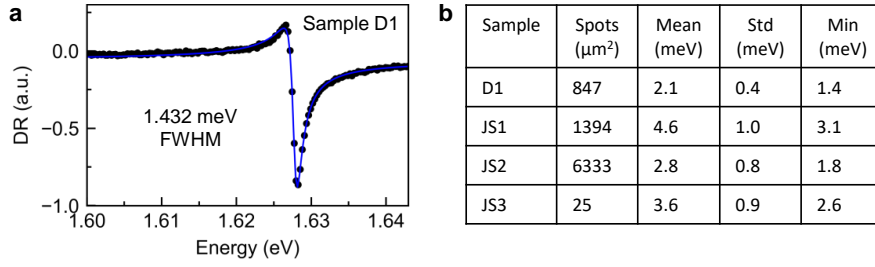 a
Sample D1
0.0
−0.5
−1.0
DR (a.u.)
1.432 meV
FWHM
1.60 1.61 1.62 1.63 1.64
Energy (eV)
b
Sample Spots (μm²) Mean (meV) Std (meV) Min (meV)
D1 847 2.1 0.4 1.4
JS1 1394 4.6 1.0 3.1
JS2 6333 2.8 0.8 1.8
JS3 25 3.6 0.9 2.6